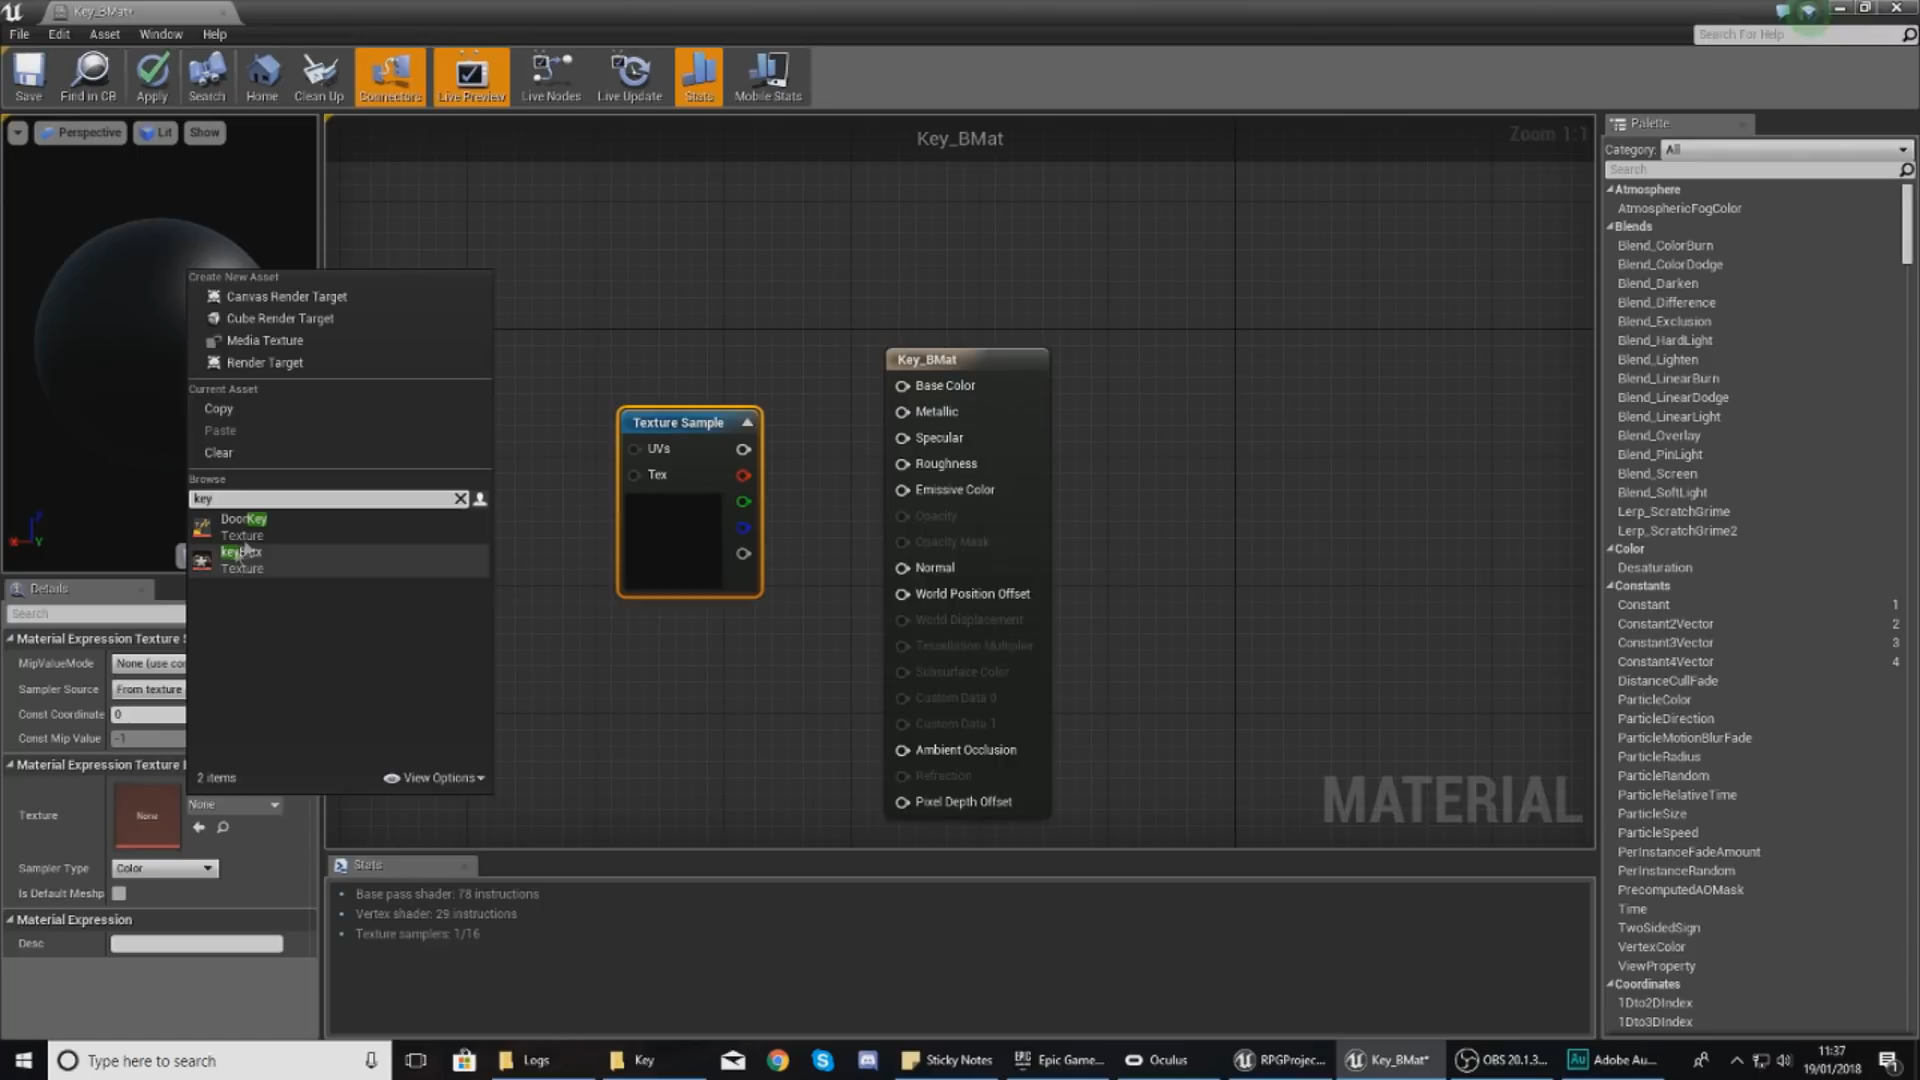 Key_BMat*
File Edit Asset Window Help
Search For Help
Save
Find in CB
Apply
Search
Home
Clean Up
Connectors
Live Preview
Live Nodes
Live Update
Stats
Mobile Stats
Perspective
Lit
Show
Key_BMat
Zoom 1:1
Create New Asset
Canvas Render Target
Cube Render Target
Media Texture
Render Target
Current Asset
Copy
Paste
Clear
Browse
key
DoorKey
Texture
Texture
2 items
View Options
Details
Search
Material Expression Texture S
MipValueMode
None (use co
Sampler Source
From texture
Const Coordinate
0
Const Mip Value
-1
Material Expression Texture
Texture
None
None
Sampler Type
Color
Is Default Meshp
Material Expression
Desc
Texture Sample
UVs
Tex
Key_BMat
Base Color
Metallic
Specular
Roughness
Emissive Color
Opacity
Opacity Mask
Normal
World Position Offset
World Displacement
Tessellation Multiplier
Subsurface Color
Custom Data 0
Custom Data 1
Ambient Occlusion
Refraction
Pixel Depth Offset
MATERIAL
Stats
• Base pass shader: 78 instructions
• Vertex shader: 29 instructions
• Texture samplers: 1/16
Palette
Category: All
Search
Atmosphere
AtmosphericFogColor
Blends
Blend_ColorBurn
Blend_ColorDodge
Blend_Darken
Blend_Difference
Blend_Exclusion
Blend_HardLight
Blend_Lighten
Blend_LinearBurn
Blend_LinearDodge
Blend_LinearLight
Blend_Overlay
Blend_PinLight
Blend_Screen
Blend_SoftLight
Lerp_ScratchGrime
Lerp_ScratchGrime2
Color
Desaturation
Constants
Constant 1
Constant2Vector 2
Constant3Vector 3
Constant4Vector 4
DistanceCullFade
ParticleColor
ParticleDirection
ParticleMotionBlurFade
ParticleRadius
ParticleRandom
ParticleRelativeTime
ParticleSize
ParticleSpeed
PerInstanceFadeAmount
PerInstanceRandom
PrecomputedAOMask
Time
TwoSidedSign
VertexColor
ViewProperty
Coordinates
1Dto2DIndex
1Dto3DIndex
Type here to search
Logs
Key
Sticky Notes
Epic Game...
Oculus
RPGProjec...
Key_BMat*
OBS 20.1.3...
Adobe Au...
11:37
19/01/2018